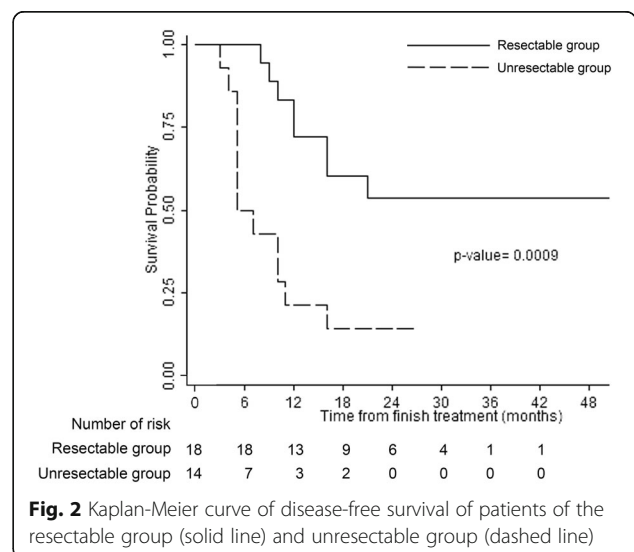 Resectable group
Unresectable group
Survival Probability
1.00
0.75
0.50
0.25
0.00
p-value= 0.0009
0 6 12 18 24 30 36 42 48
Time from finish treatment (months)
Number of risk
Resectable group 18 18 13 9 6 4 1 1
Unresectable group 14 7 3 2 0 0 0 0
Fig. 2 Kaplan-Meier curve of disease-free survival of patients of the
resectable group (solid line) and unresectable group (dashed line)